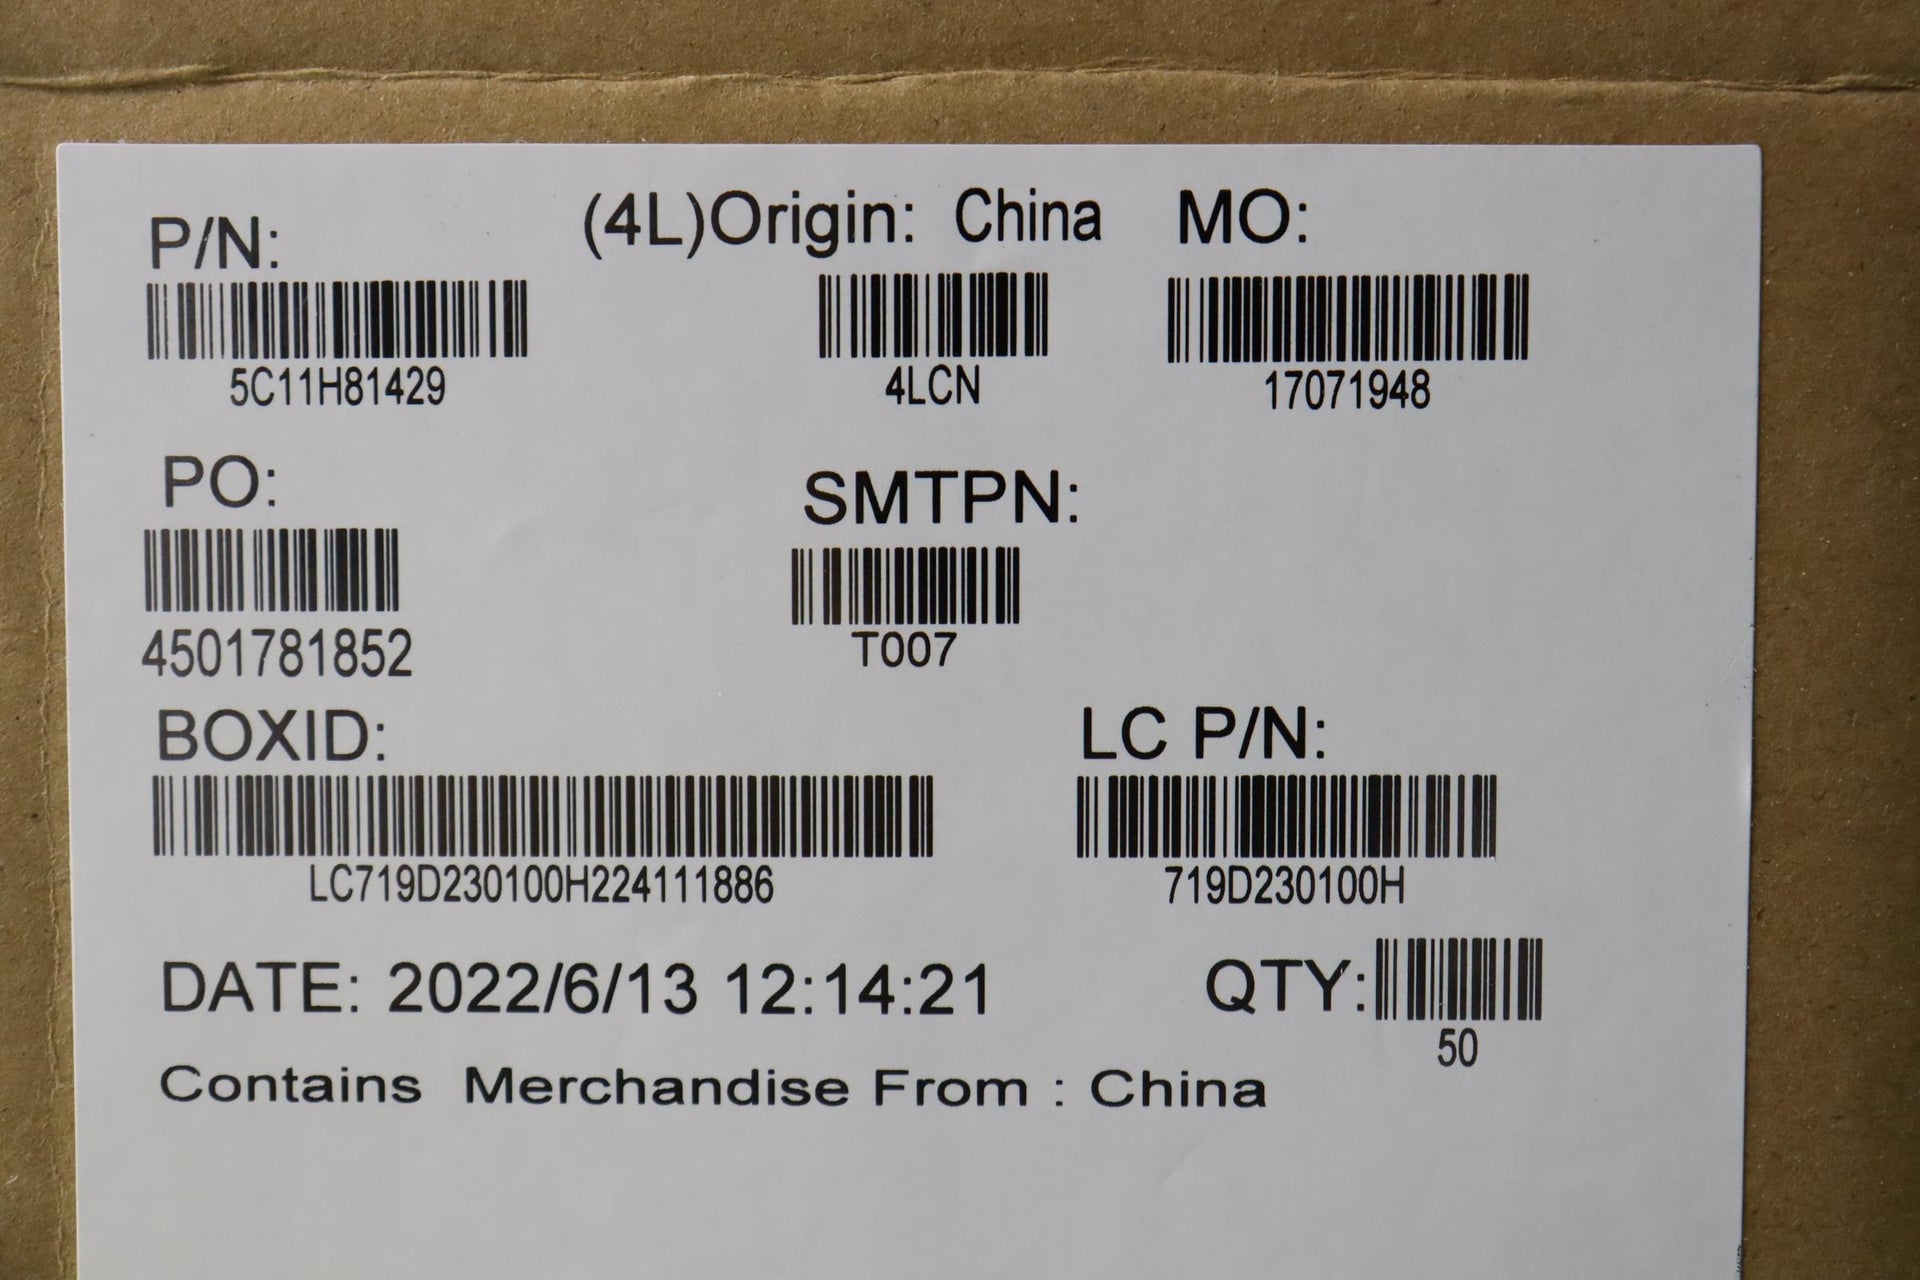 P/N: (4L)Origin: China MO:
5C11H81429 4LCN 17071948
PO: SMTPN:
4501781852 T007
BOXID: LC P/N:
LC719D230100H224111886 719D230100H
DATE: 2022/6/13 12:14:21 QTY:
50
Contains Merchandise From : China